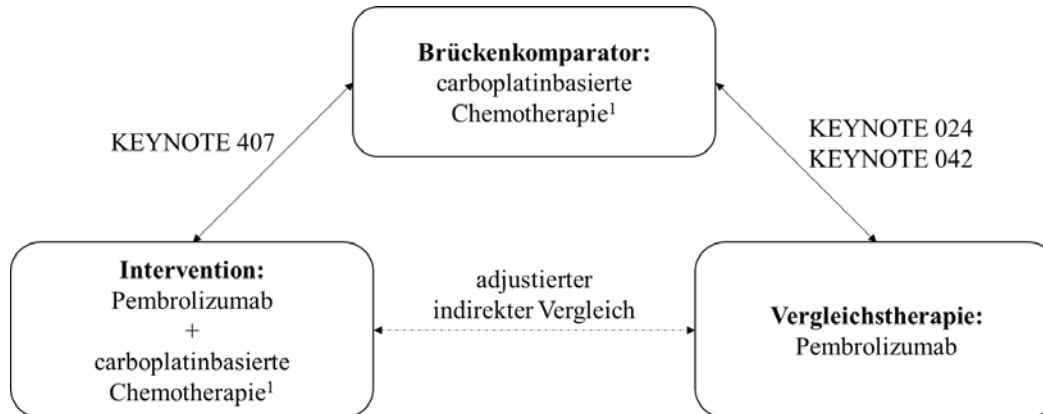 Brückenkomparator:
carboplatinbasierte
Chemotherapie¹
KEYNOTE 407
KEYNOTE 024
KEYNOTE 042
Intervention:
Pembrolizumab
+
carboplatinbasierte
Chemotherapie¹
adjustierter
indirekter Vergleich
Vergleichstherapie:
Pembrolizumab